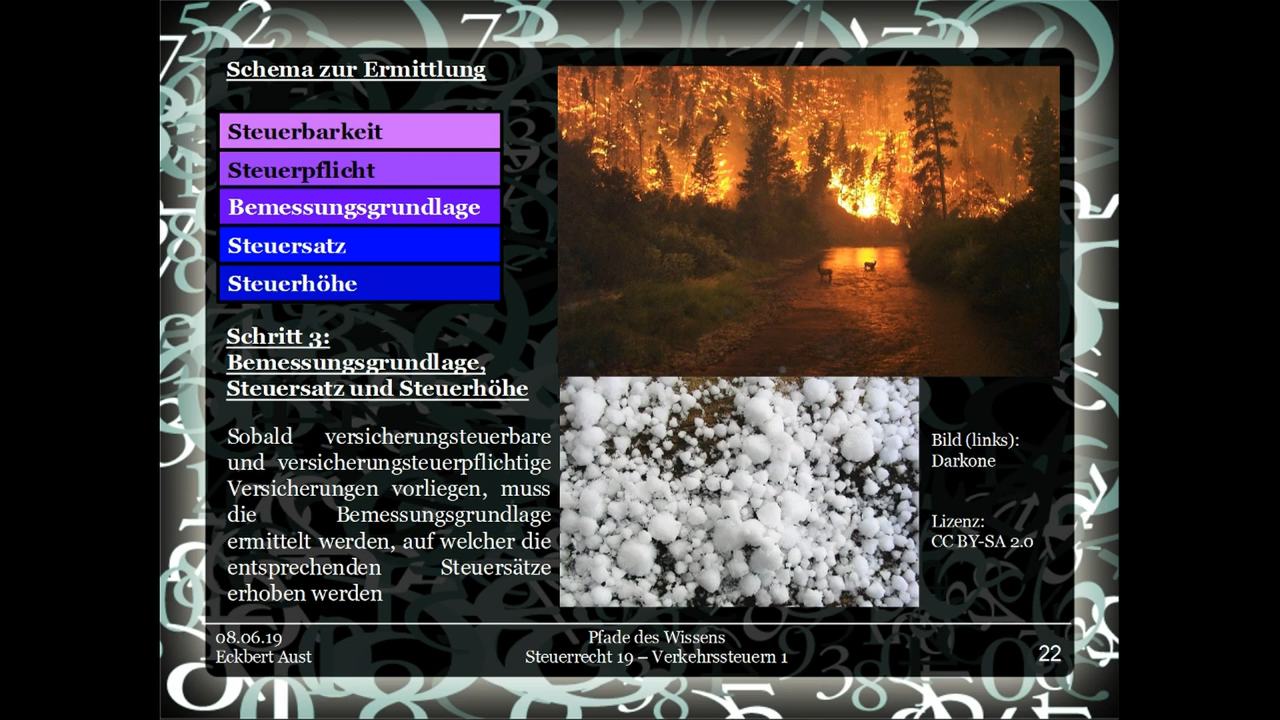 Schema zur Ermittlung
Steuerbarkeit
Steuerpflicht
Bemessungsgrundlage
Steuersatz
Steuerhöhe
Schritt 3:
Bemessungsgrundlage,
Steuersatz und Steuerhöhe
Sobald versicherungsteuerbare
und versicherungsteuerpflichtige
Versicherungen vorliegen, muss
die Bemessungsgrundlage
ermittelt werden, auf welcher die
entsprechenden Steuersätze
erhoben werden
Bild (links):
Darkone
Lizenz:
CC BY-SA 2.0
08.06.19
Eckbert Aust
Pfade des Wissens
Steuerrecht 19 – Verkehrssteuern 1
22